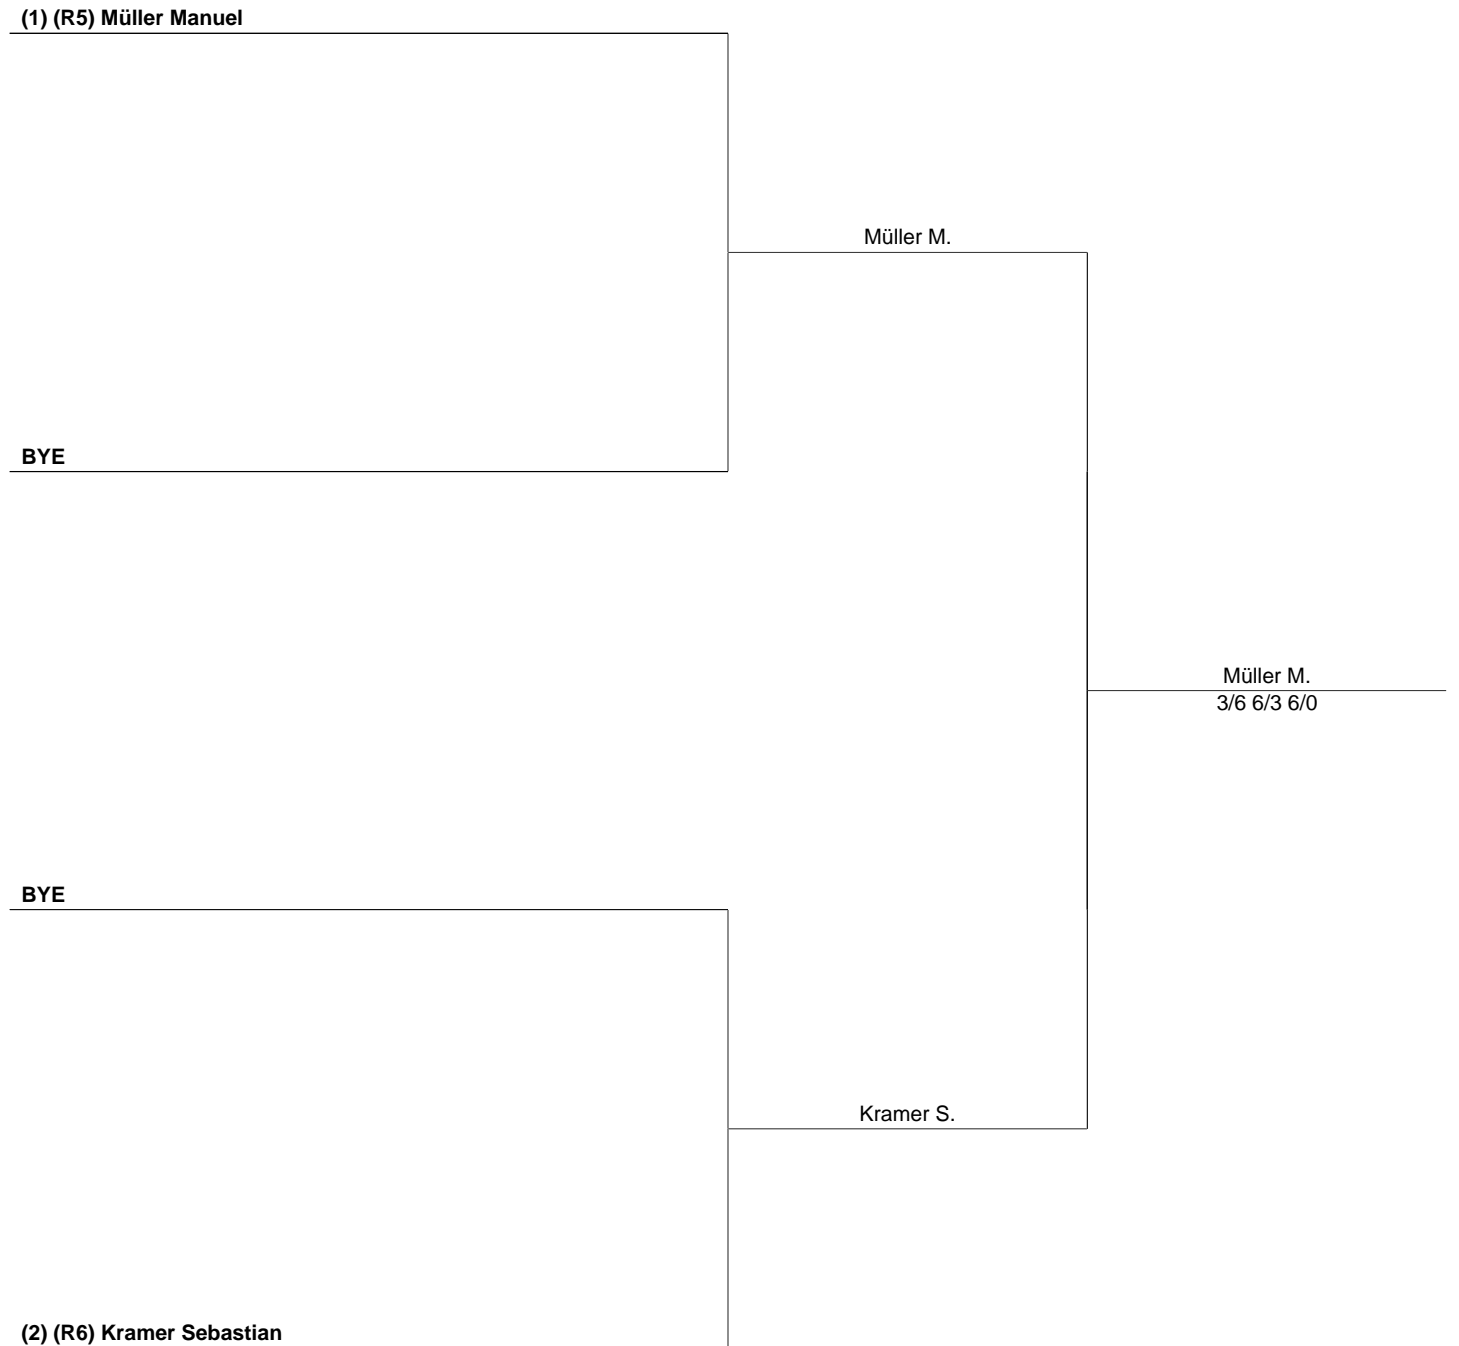 (1) (R5) Müller Manuel
Müller M.
BYE
Müller M.
3/6 6/3 6/0
BYE
Kramer S.
(2) (R6) Kramer Sebastian